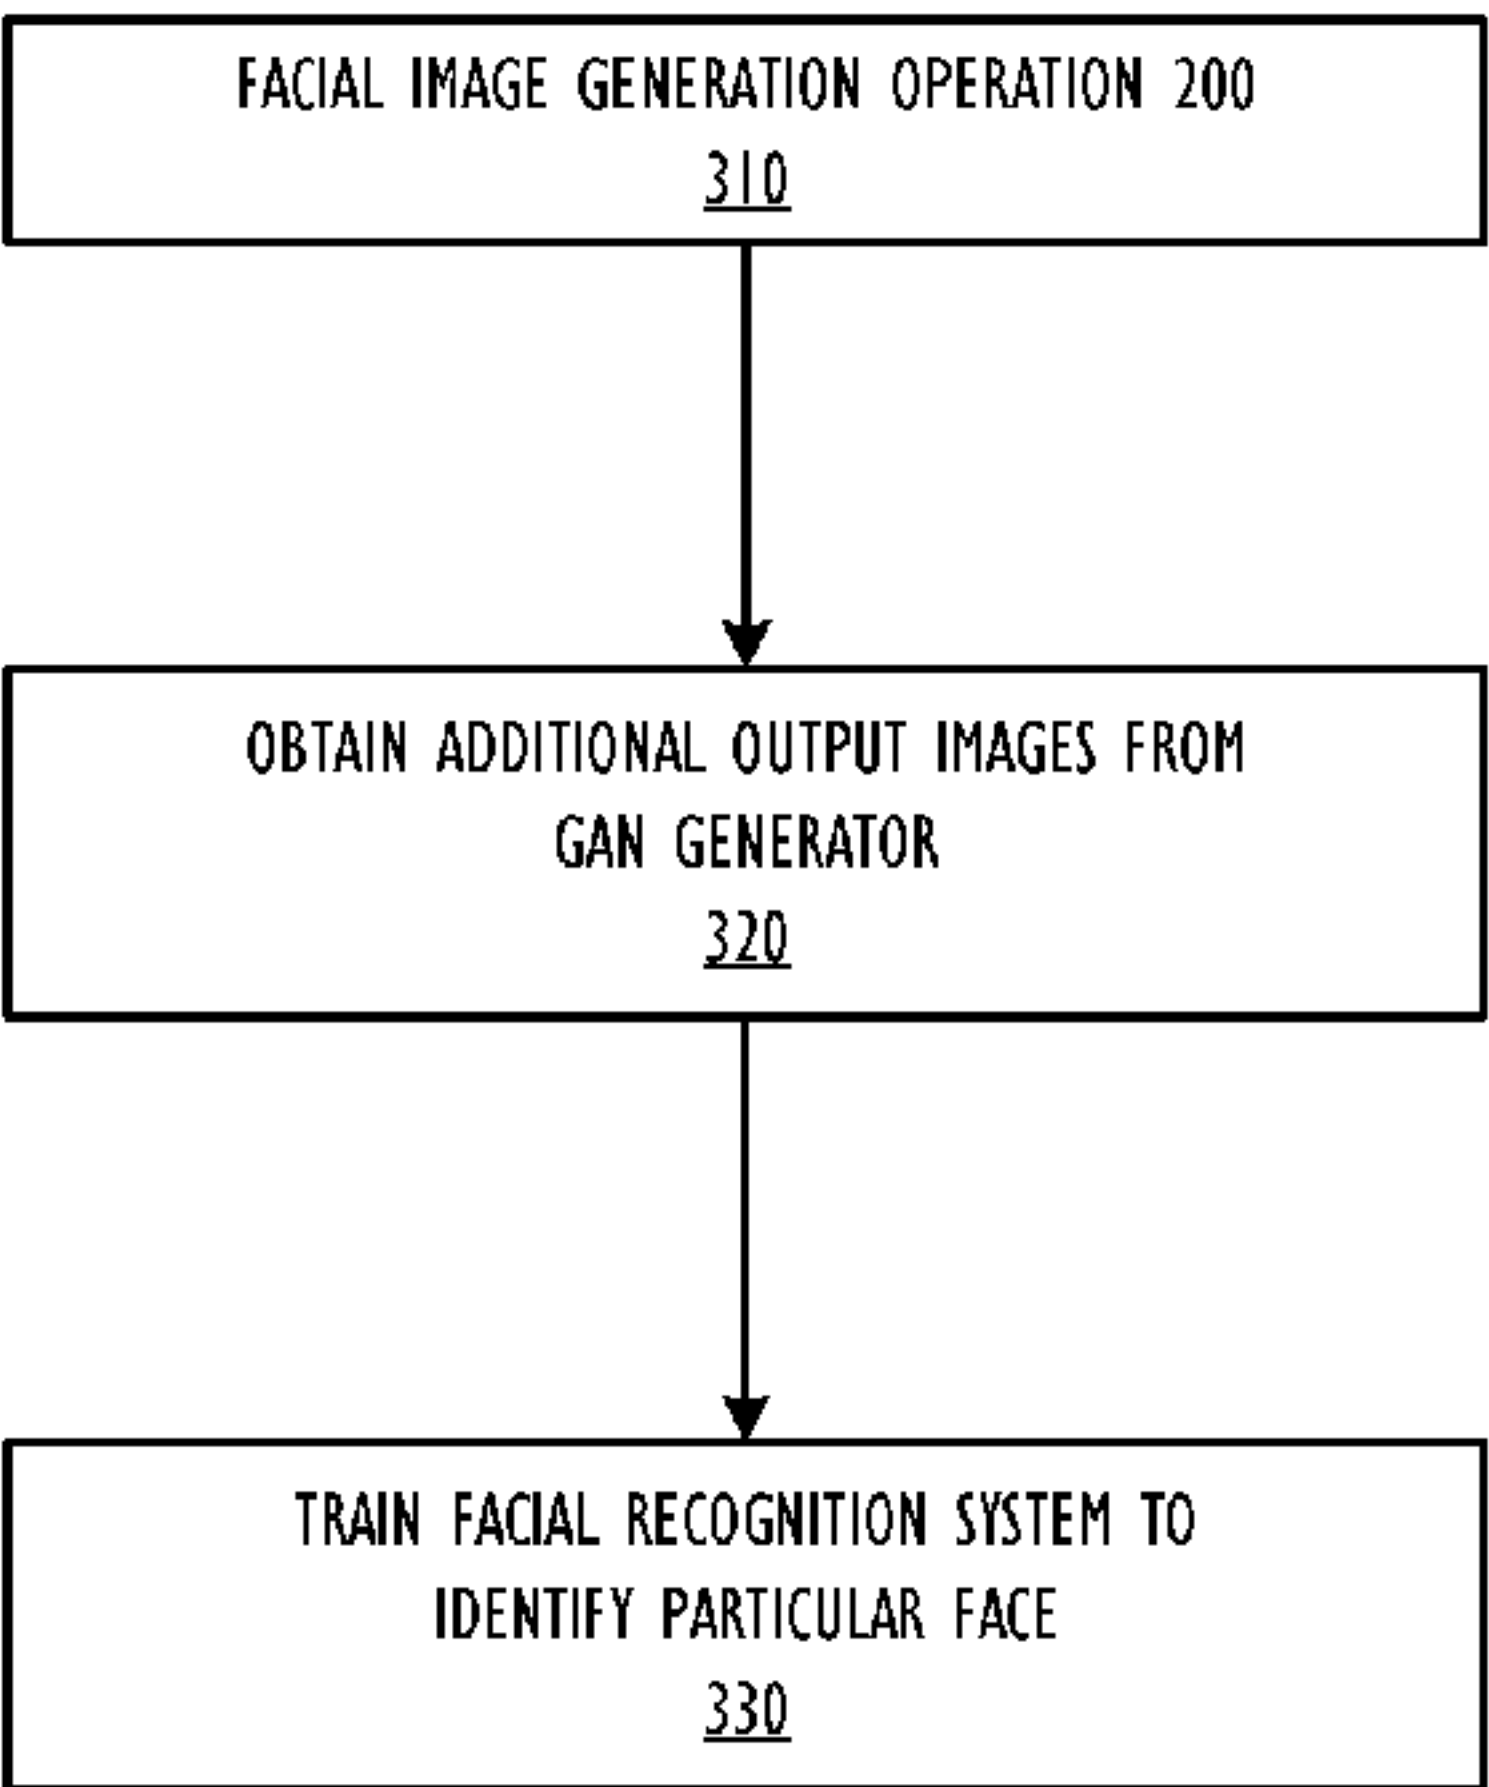 FACIAL IMAGE GENERATION OPERATION 200
310
OBTAIN ADDITIONAL OUTPUT IMAGES FROM
GAN GENERATOR
320
TRAIN FACIAL RECOGNITION SYSTEM TO
IDENTIFY PARTICULAR FACE
330